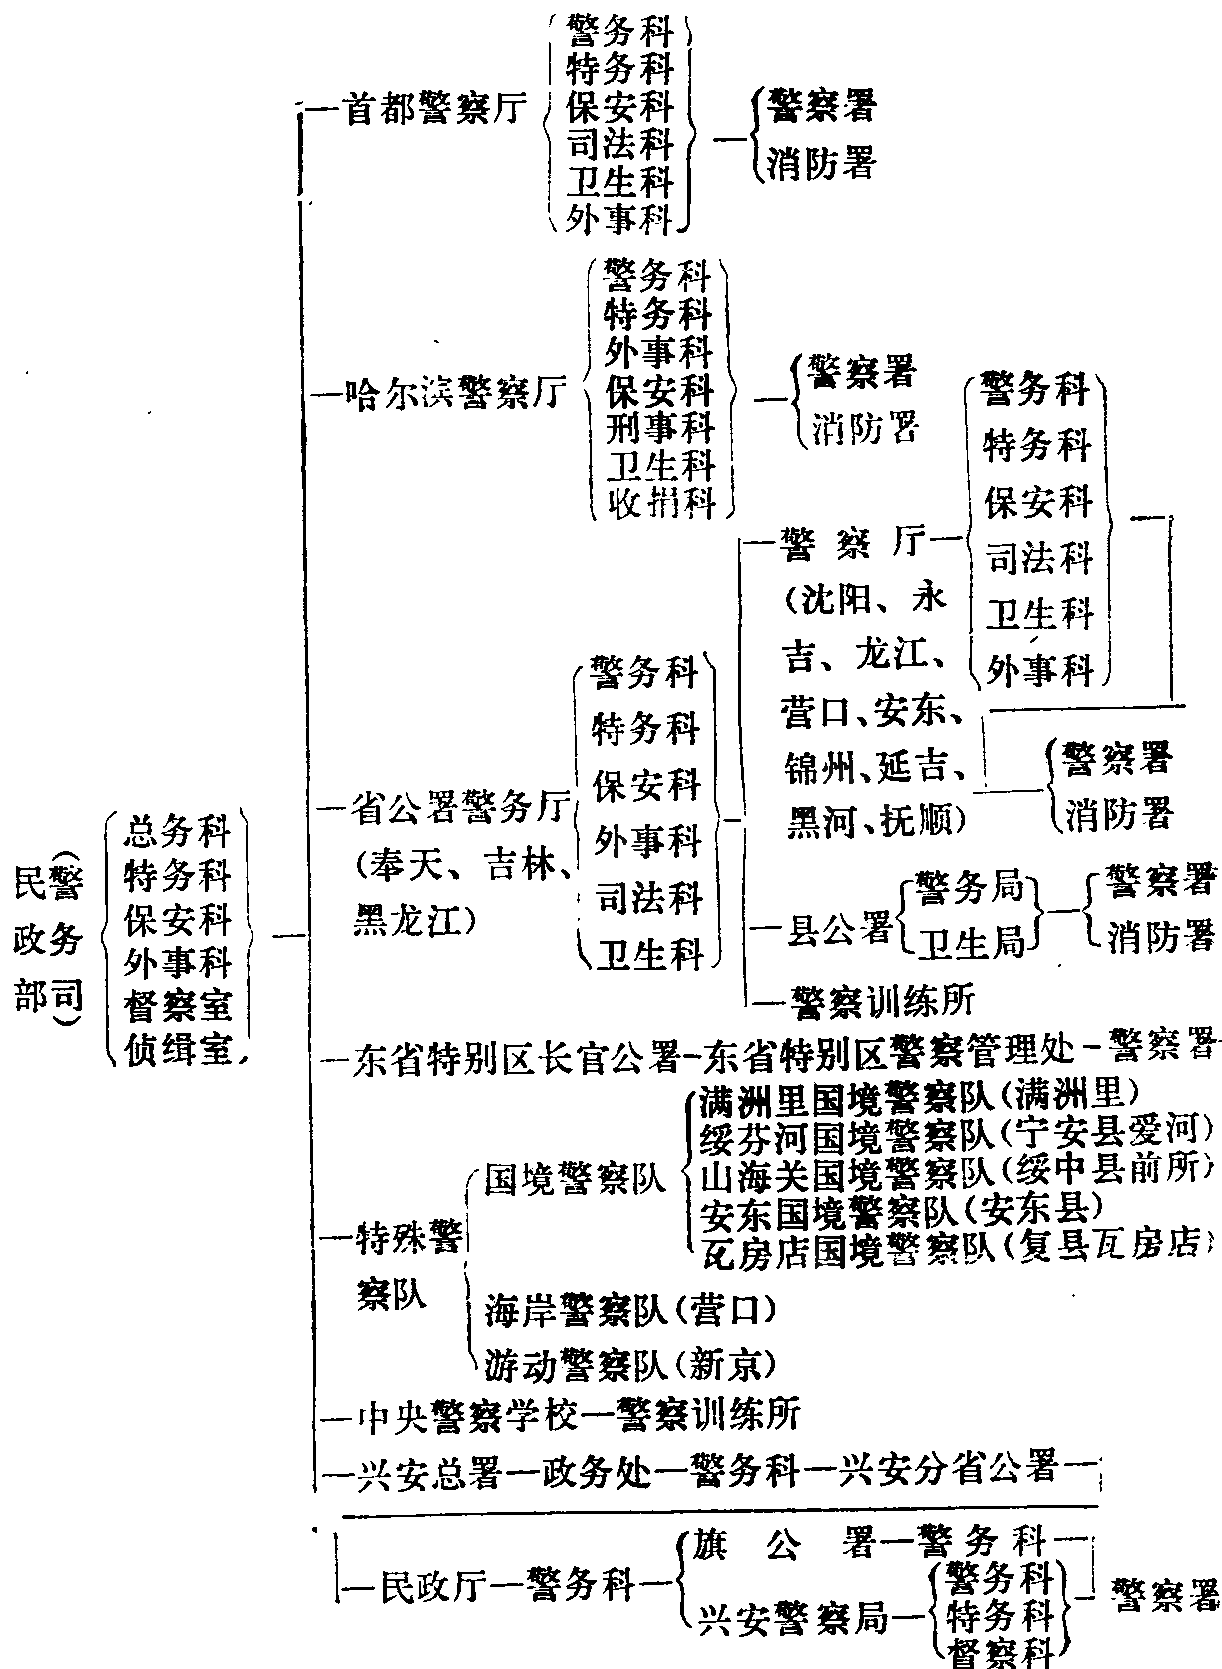 警务科
特务科
首都警察厅
保安科
司法科
卫生科
外事科
警察署
消防署
警务科
特务科
外事科
哈尔滨警察厅
保安科
刑事科
卫生科
收捐科
警察署
消防署
警察厅
(沈阳、永
吉、龙江、
营口、安东、
锦州、延吉、
黑河、抚顺)
警务科
特务科
保安科
司法科
卫生科
外事科
警察署
消防署
省公署警务厅
(奉天、吉林、
黑龙江)
警务科
特务科
保安科
外事科
司法科
卫生科
县公署
警务局
卫生局
警察署
消防署
警察训练所
民政部
(警务司)
总务科
特务科
保安科
外事科
督察室
侦缉室
东省特别区长官公署—东省特别区警察管理处—警察署
特殊警
察队
国境警察队
满洲里国境警察队(满洲里)
绥芬河国境警察队(宁安县爱河)
山海关国境警察队(绥中县前所)
安东国境警察队(安东县)
瓦房店国境警察队(复县瓦房店)
海岸警察队(营口)
游动警察队(新京)
中央警察学校—警察训练所
兴安总署—政务处—警务科—兴安分省公署
民政厅—警务科
旗公署—警务科
兴安警察局
警务科
特务科
督察科
警察署